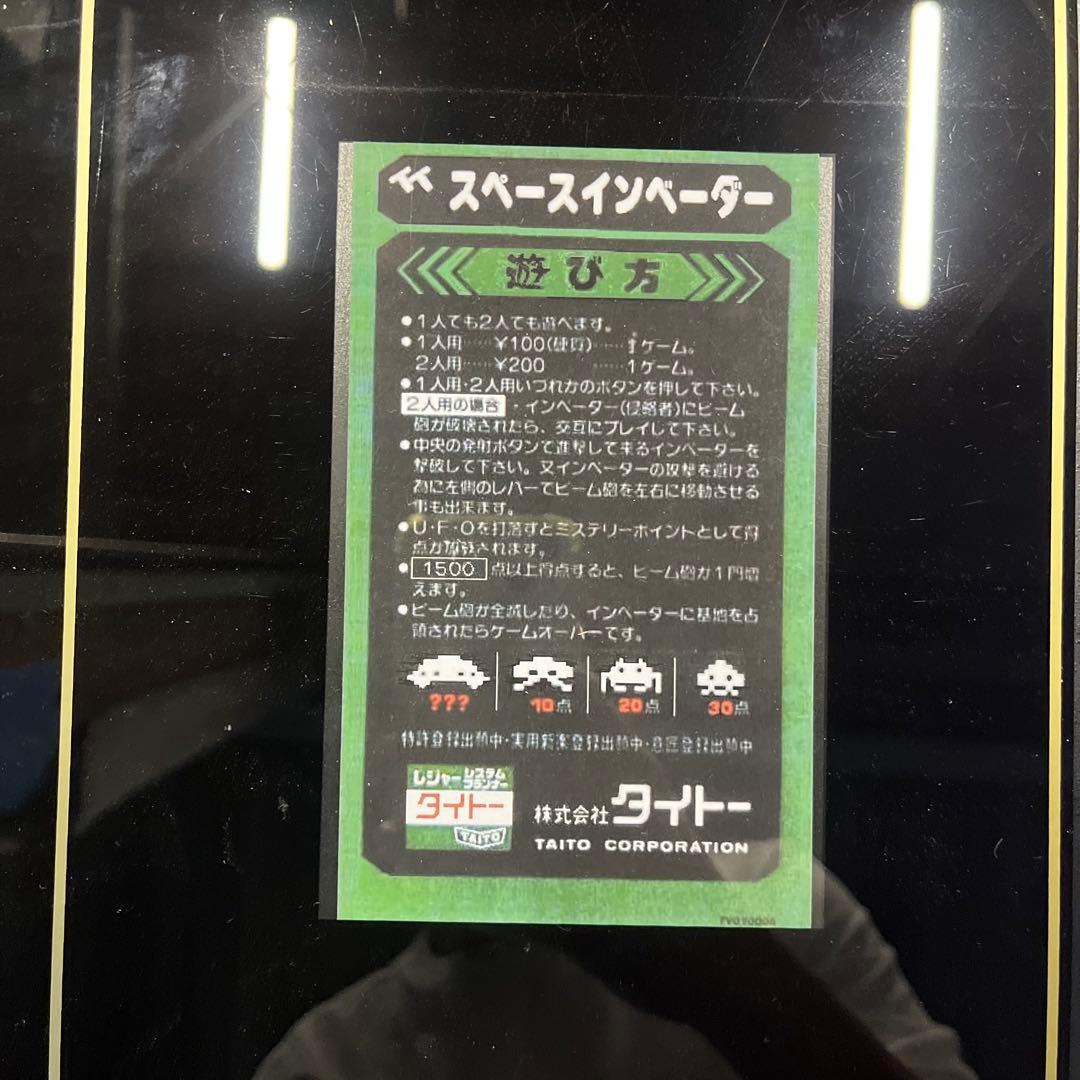 スペースインベーダー
遊び方
●1人でも2人でも遊べます。
●1人用……￥100(硬貨)……1ゲーム。
2人用……￥200 ……1ゲーム。
●1人用・2人用いづれかのボタンを押して下さい。
2人用の場合・インベーダー(侵略者)にビーム
砲が破壊されたら、交互にプレイして下さい。
●中央の発射ボタンで進撃して来るインベーダーを
撃破して下さい。又インベーダーの攻撃を避ける
為に左側のレバーでビーム砲を左右に移動させる
事も出来ます。
●U・F・Oを打落すとミステリーポイントとして得
点が加算されます。
●1500点以上得点すると、ビーム砲が1門増
えます。
●ビーム砲が全滅したり、インベーダーに基地を占
領されたらゲームオーバーです。
??? 10点 20点 30点
特許登録出願中・実用新案登録出願中・意匠登録出願中
レジャーシステム
プランナー
タイトー
TAITO
株式会社タイトー
TAITO CORPORATION